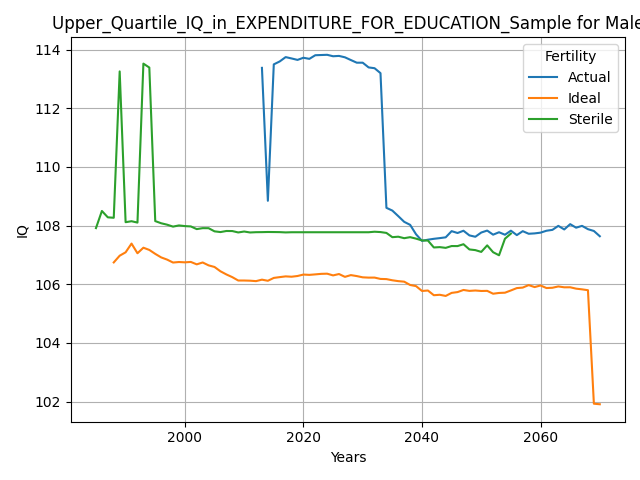 Upper_Quartile_IQ_in_EXPENDITURE_FOR_EDUCATION_Sample for Male
Fertility
Actual
Ideal
Sterile
114
112
110
108
106
104
102
IQ
2000
2020
2040
2060
Years